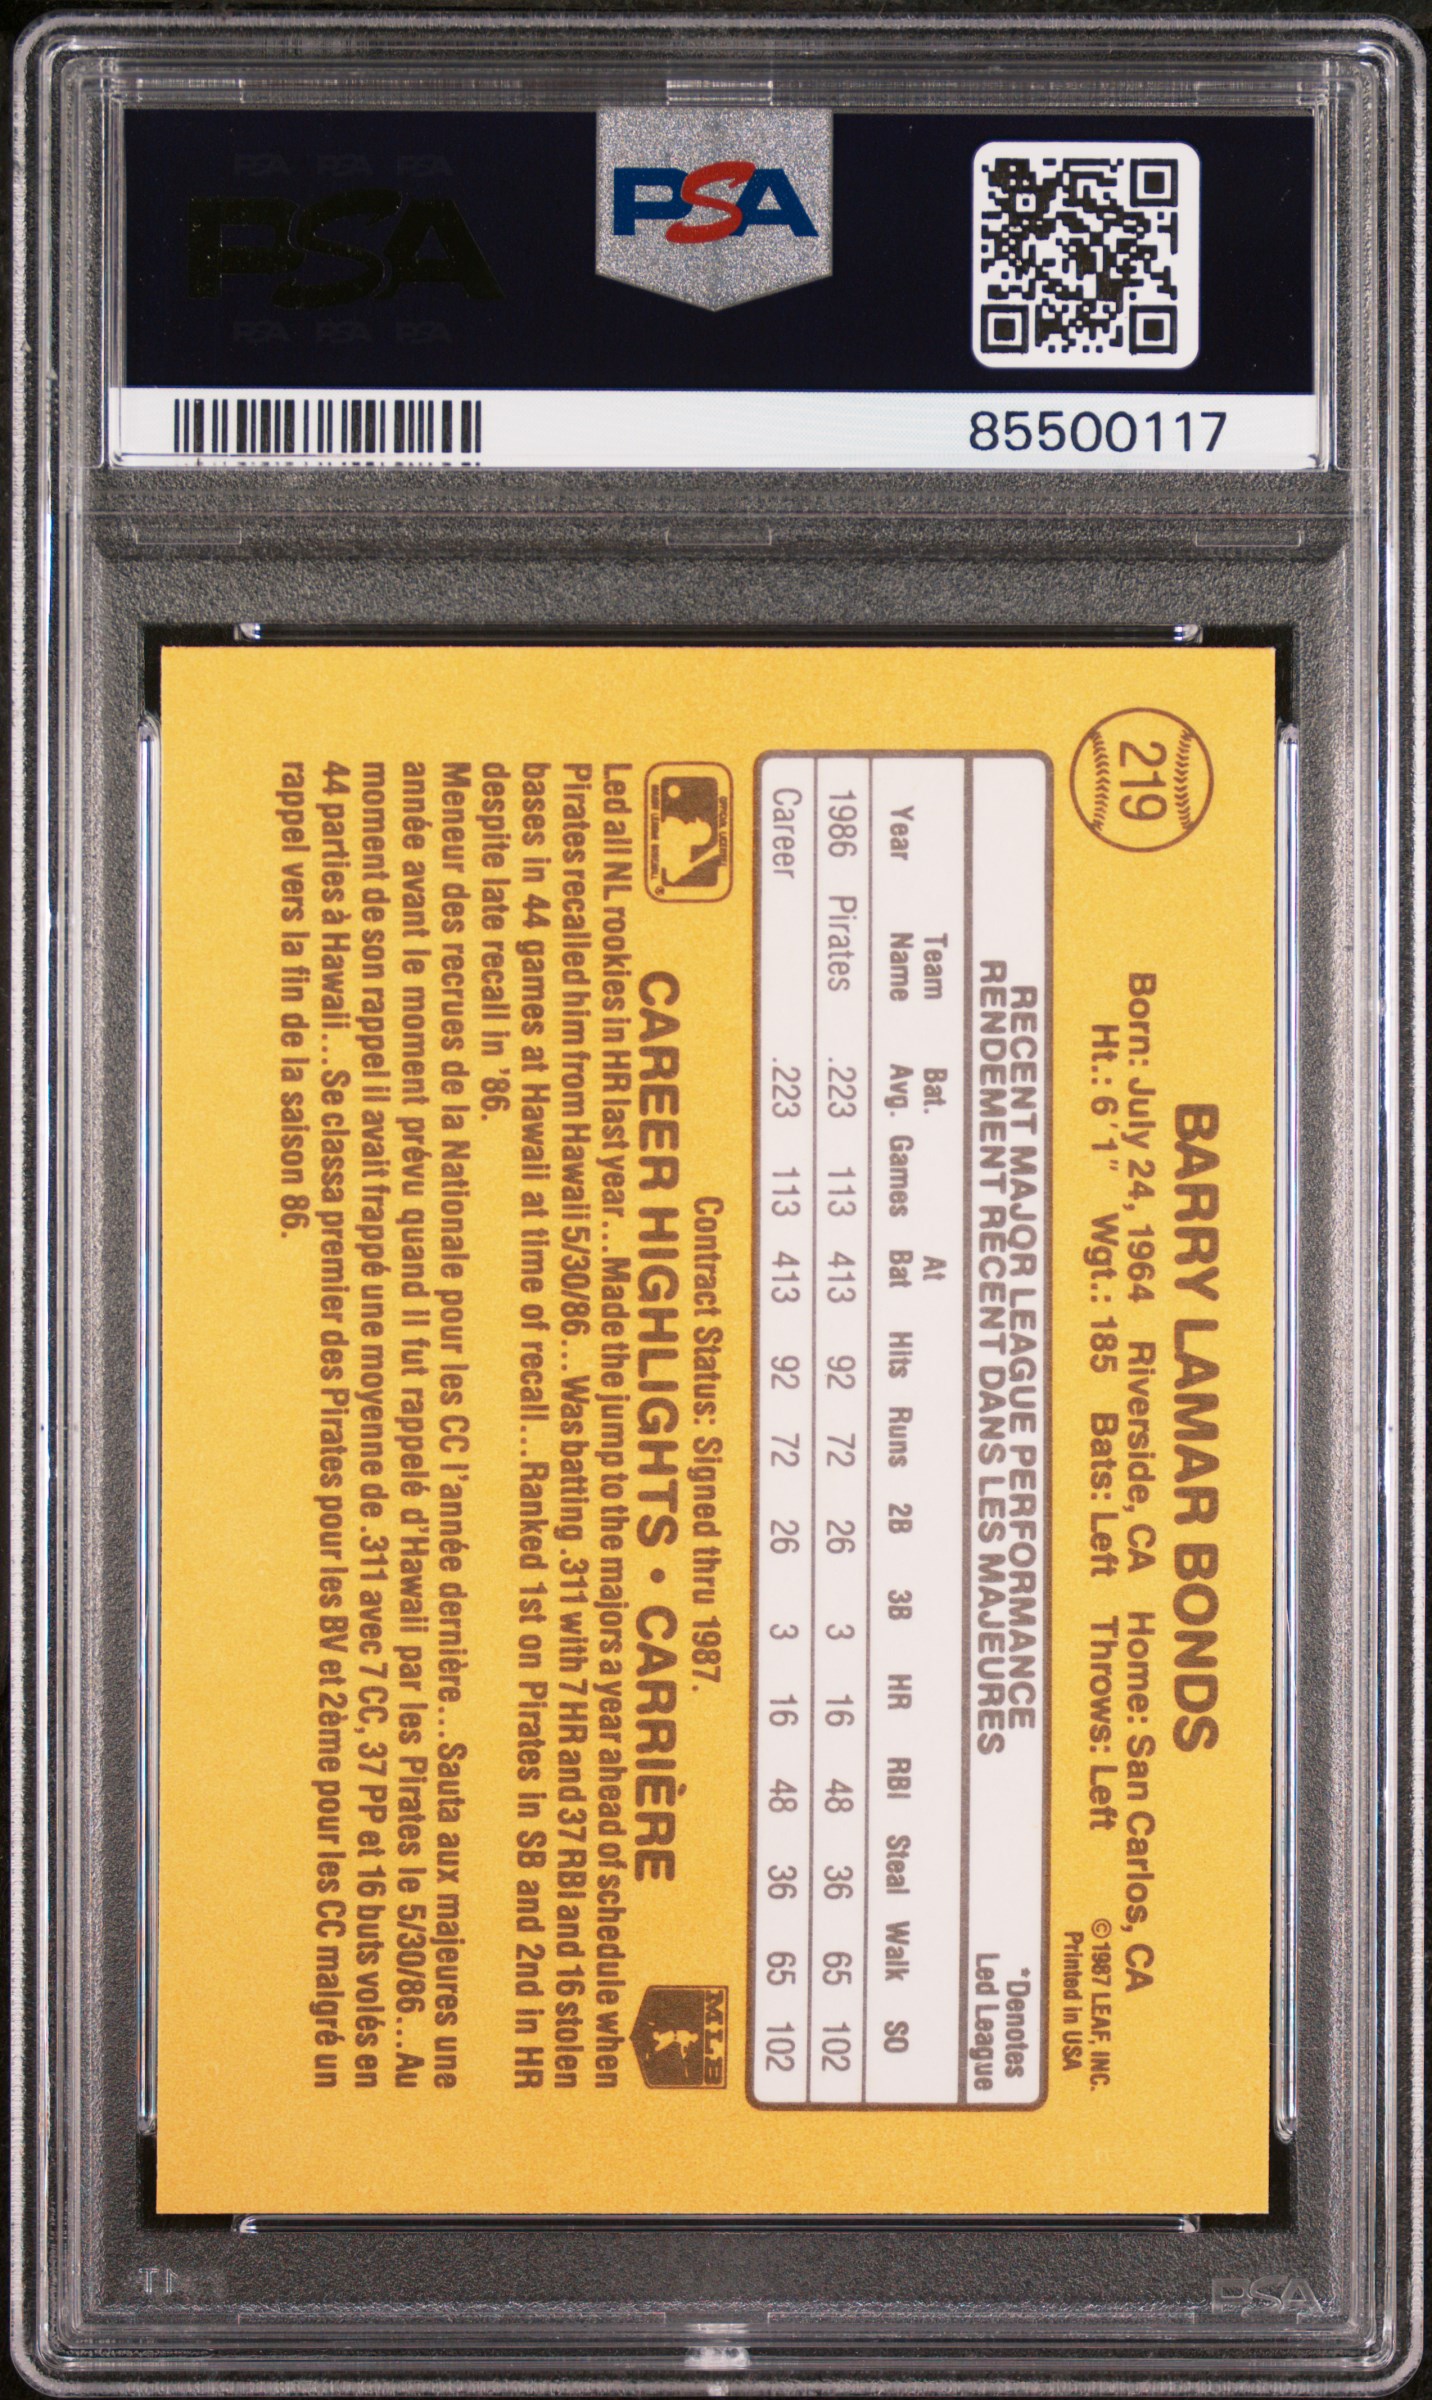 PSA PSA PSA
PSA
PSA PSA PSA
PSA
85500117
219
BARRY LAMAR BONDS
Born: July 24, 1964 Riverside, CA Home: San Carlos, CA
Ht.: 6'1" Wgt.: 185 Bats: Left Throws: Left
© 1987 LEAF, INC.
Printed in USA
RECENT MAJOR LEAGUE PERFORMANCE
RENDEMENT RÉCENT DANS LES MAJEURES
*Denotes
Led League
Team Bat. At
Year Name Avg. Games Bat Hits Runs 2B 3B HR RBI Steal Walk SO
1986 Pirates .223 113 413 92 72 26 3 16 48 36 65 102
Career .223 113 413 92 72 26 3 16 48 36 65 102
Contract Status: Signed thru 1987.
CAREER HIGHLIGHTS • CARRIÈRE
MLB
Led all NL rookies in HR last year...Made the jump to the majors a year ahead of schedule when
Pirates recalled him from Hawaii 5/30/86...Was batting .311 with 7 HR and 37 RBI and 16 stolen
bases in 44 games at Hawaii at time of recall...Ranked 1st on Pirates in SB and 2nd in HR
despite late recall in '86.
Meneur des recrues de la Nationale pour les CC l'année dernière...Sauta aux majeures une
année avant le moment prévu quand il fut rappelé d'Hawaii par les Pirates le 5/30/86...Au
moment de son rappel il avait frappé une moyenne de .311 avec 7 CC, 37 PP et 16 buts volés en
44 parties à Hawaii...Se classa premier des Pirates pour les BV et 2ème pour les CC malgré un
rappel vers la fin de la saison 86.
PSA